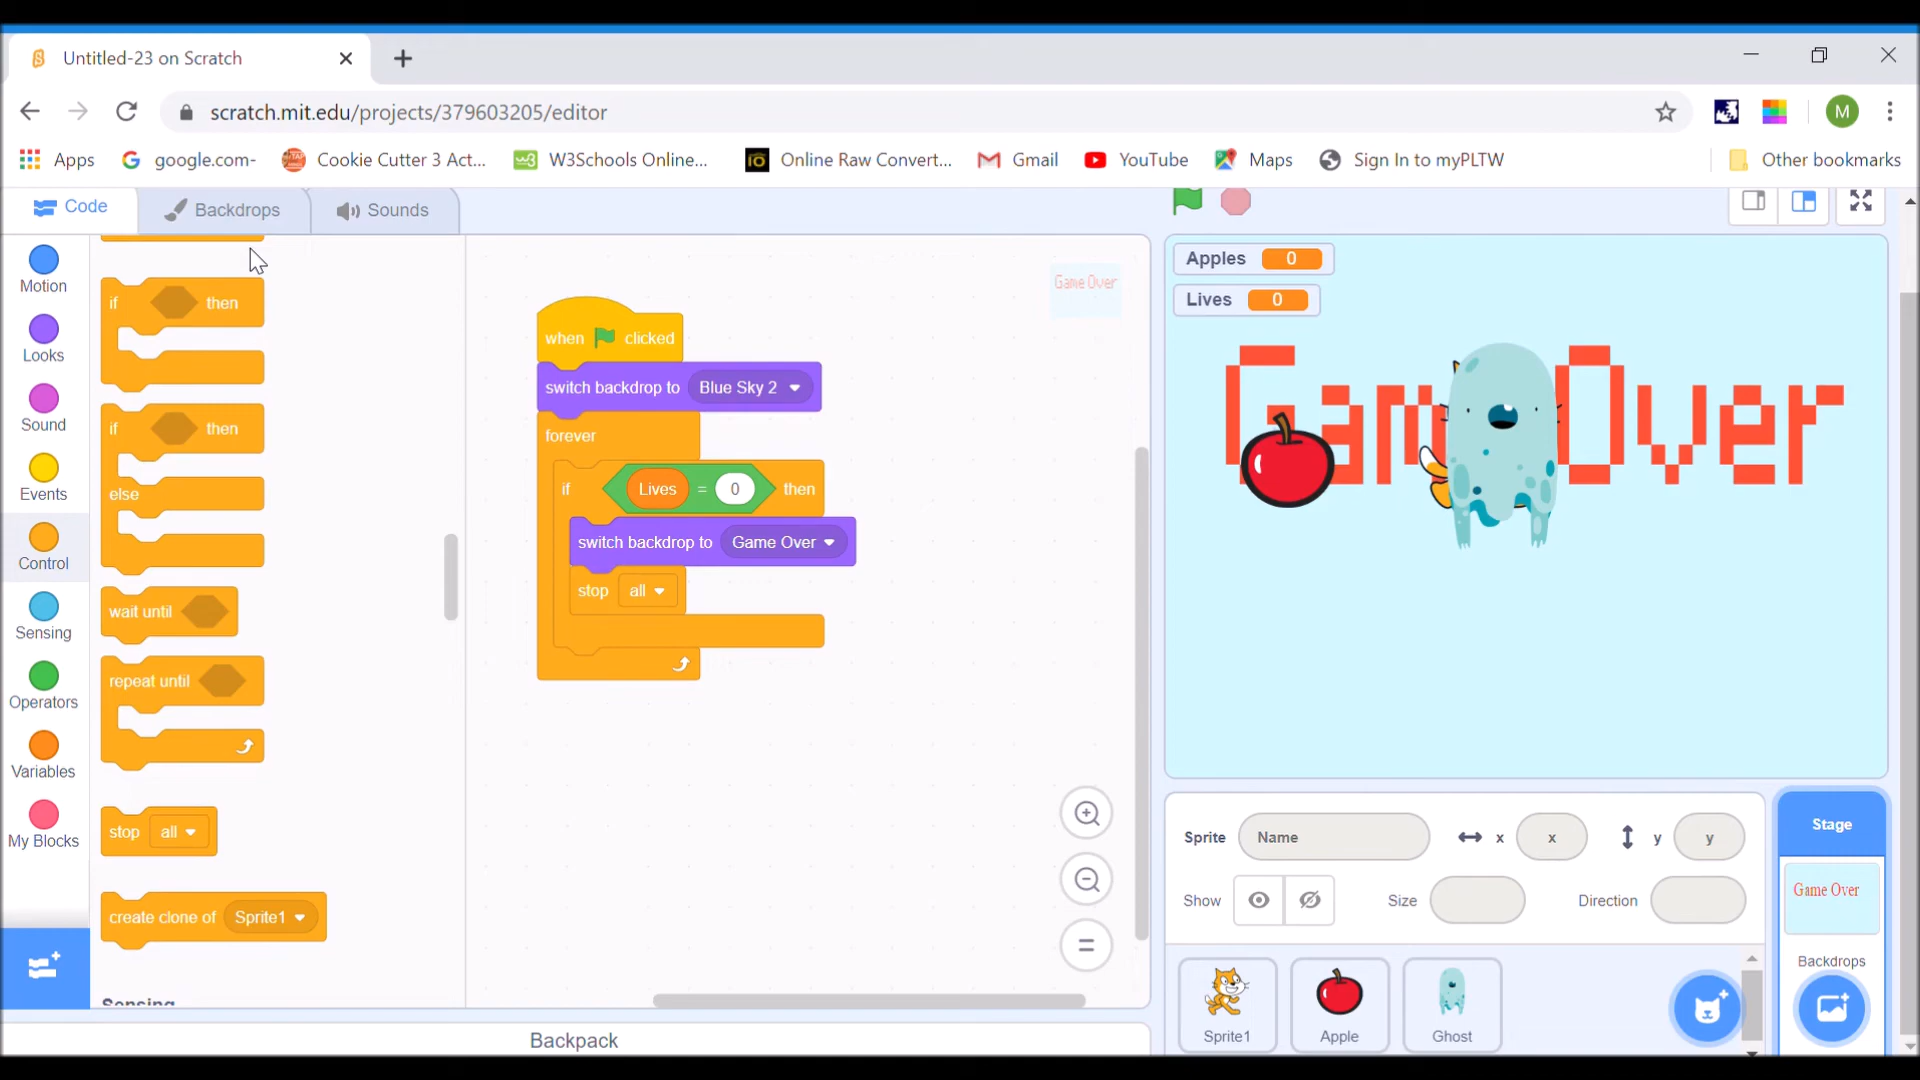 Untitled-23 on Scratch
scratch.mit.edu/projects/379603205/editor
M
Apps
google.com-
Cookie Cutter 3 Act...
W3Schools Online...
Online Raw Convert...
Gmail
YouTube
Maps
Sign In to myPLTW
Other bookmarks
Code
Backdrops
Sounds
Motion
Looks
Sound
Events
Control
Sensing
Operators
Variables
My Blocks
if then
if then
else
wait until
repeat until
stop all
create clone of Sprite1
Sensing
when clicked
switch backdrop to Blue Sky 2
forever
if Lives = 0 then
switch backdrop to Game Over
stop all
Game Over
Backpack
Apples 0
Lives 0
Game Over
Sprite Name x x y y
Show Size Direction
Sprite1
Apple
Ghost
Stage
Game Over
Backdrops